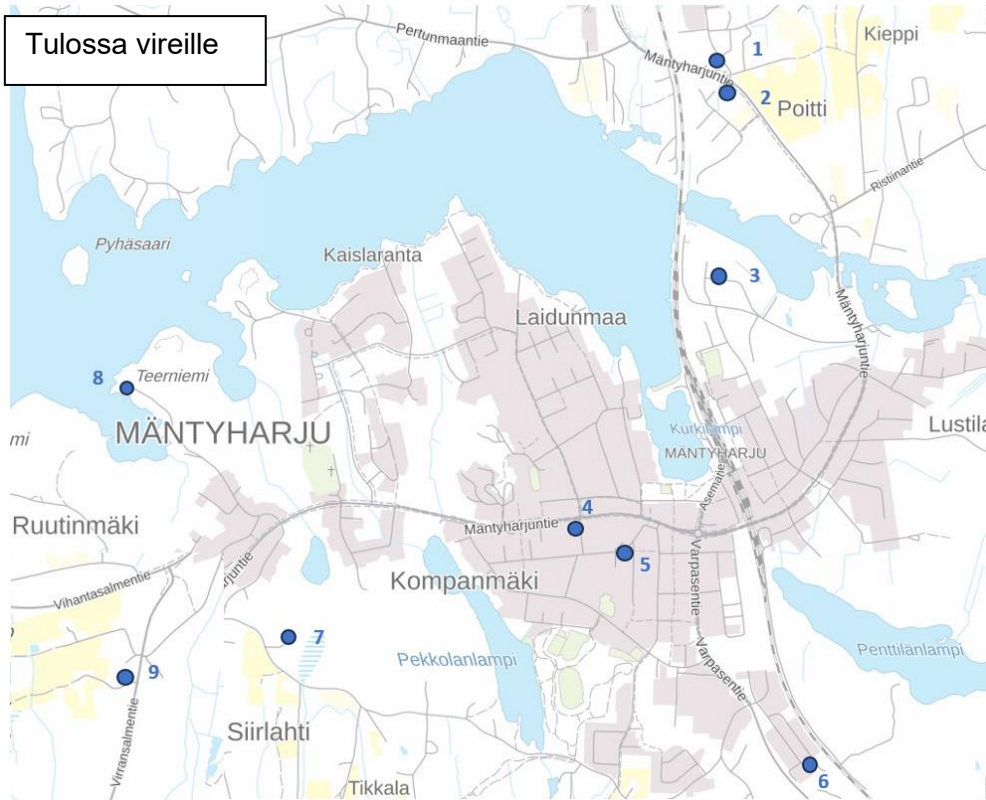 Tulossa vireille
Pertunmaantie
Kieppi
1
Mäntyharjuntie
2
Poitti
Ristiinantie
Pyhäsaari
Kaislaranta
3
Laidunmaa
Mäntyharjuntie
8
Teerniemi
MÄNTYHARJU
Kurkilampi
MÄNTYHARJU
Lustila
mi
Asematie
4
Ruutinmäki
Mäntyharjuntie
5
rjuntie
Kompanmäki
Varpasentie
Vihantasalmentie
7
Pekkolanlampi
Penttilänlampi
9
Varpasentie
Virransalmentie
Siirlahti
6
Tikkala